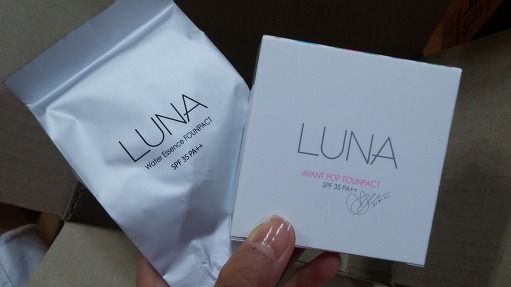 LUNA
Water Essence FOUNPACT
SPF 35 PA++
LUNA
AVANT POP FOUNPACT
SPF 35 PA++